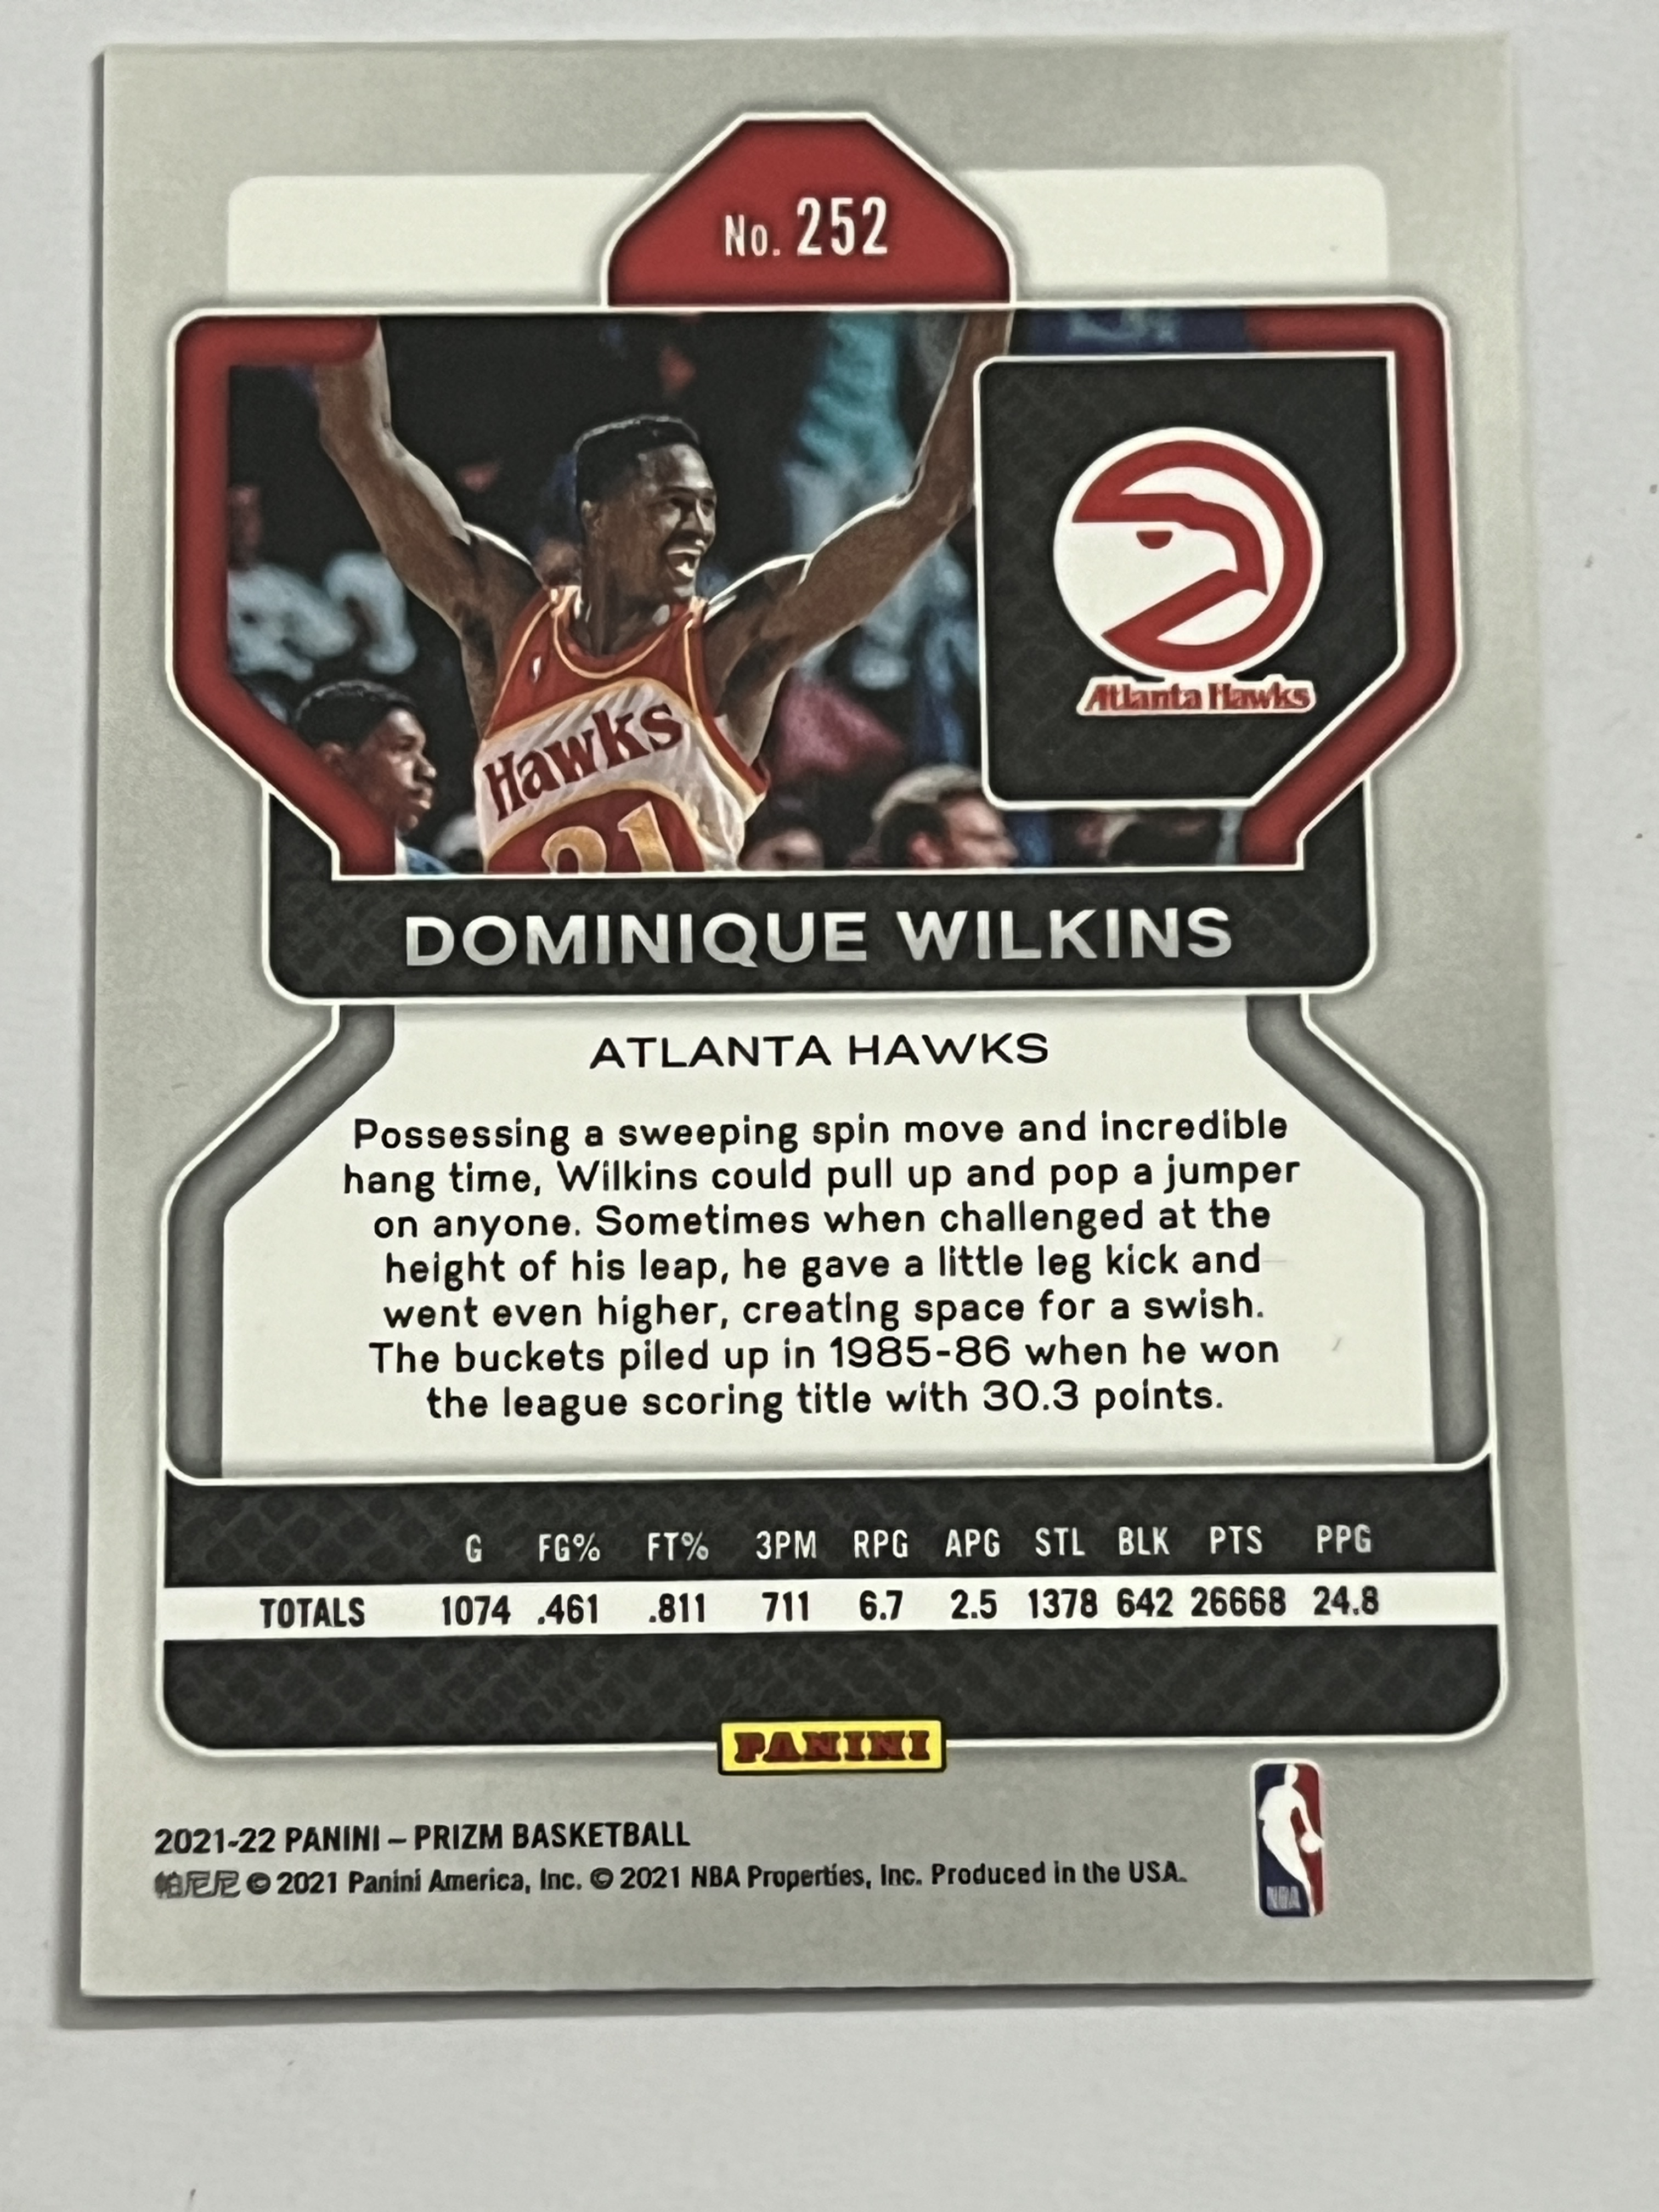 No. 252
Atlanta Hawks
Hawks
21
DOMINIQUE WILKINS
ATLANTA HAWKS
Possessing a sweeping spin move and incredible
hang time, Wilkins could pull up and pop a jumper
on anyone. Sometimes when challenged at the
height of his leap, he gave a little leg kick and
went even higher, creating space for a swish.
The buckets piled up in 1985-86 when he won
the league scoring title with 30.3 points.
G FG% FT% 3PM RPG APG STL BLK PTS PPG
TOTALS 1074 .461 .811 711 6.7 2.5 1378 642 26668 24.8
PANINI
2021-22 PANINI – PRIZM BASKETBALL
帕尼尼 © 2021 Panini America, Inc. © 2021 NBA Properties, Inc. Produced in the USA.
NBA